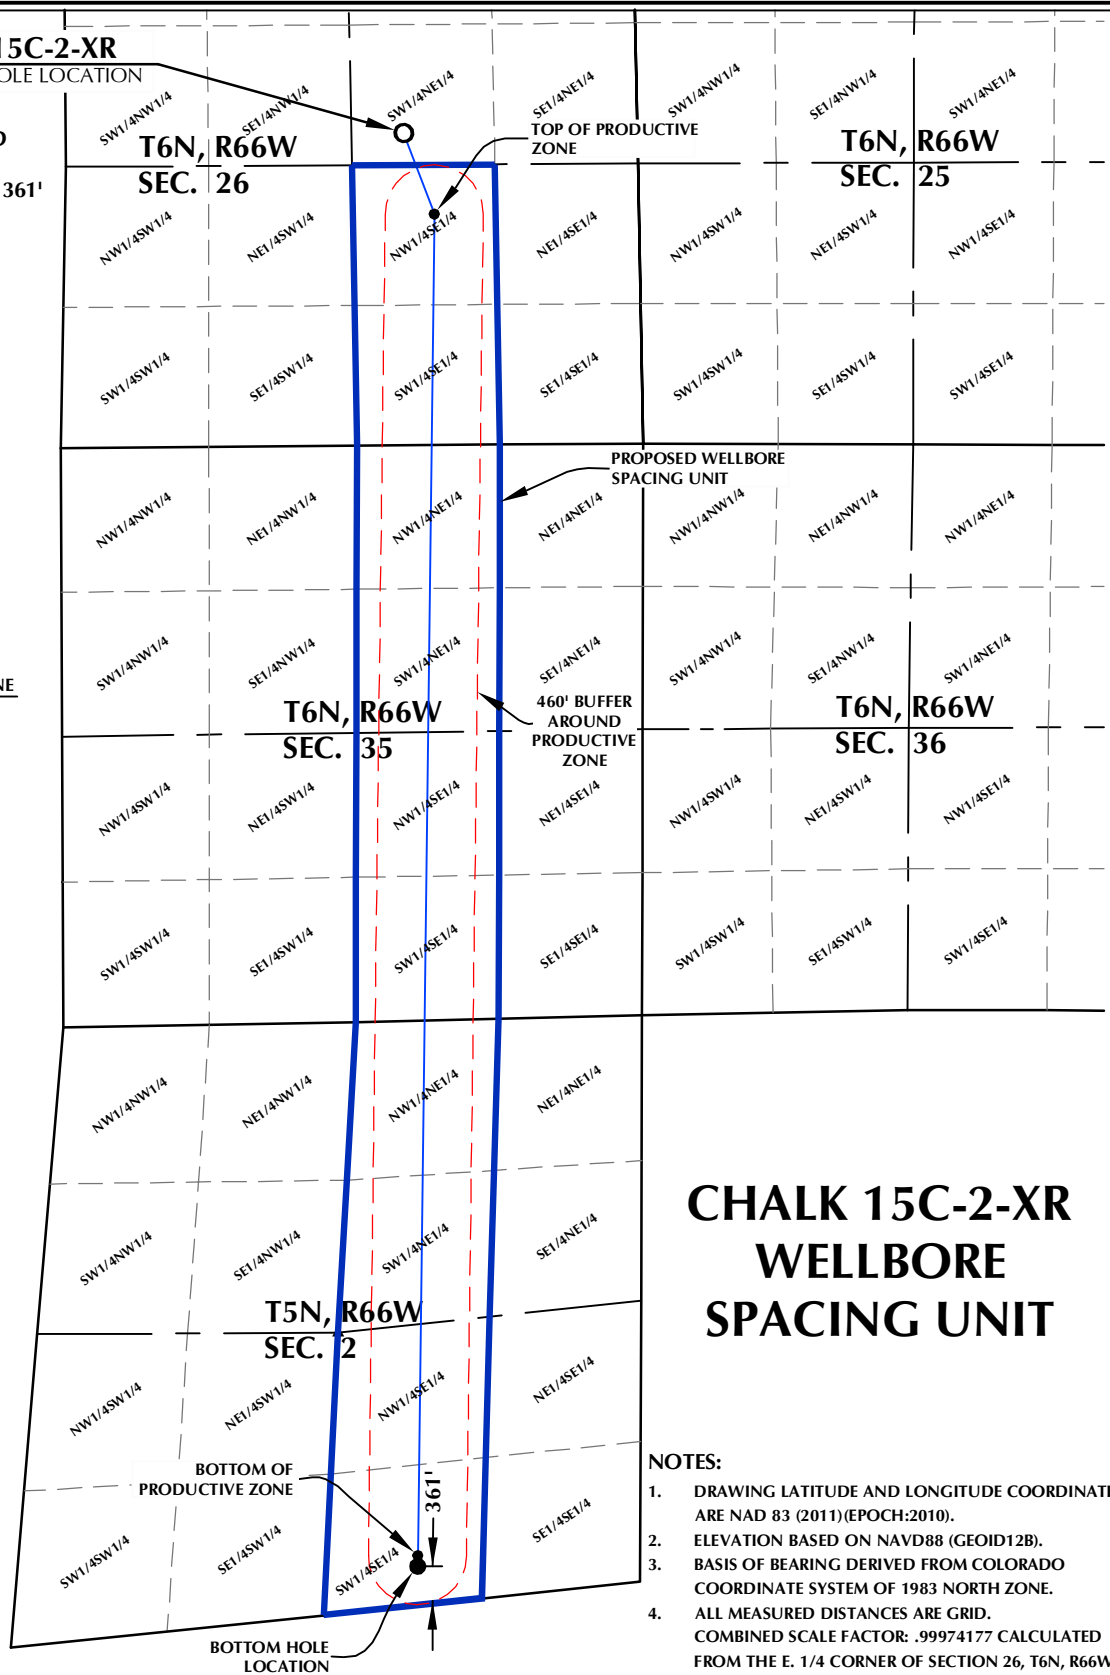 15C-2-XR
OLE LOCATION
361'
NE
SW1/4NW1/4
SE1/4NW1/4
SW1/4NE1/4
SE1/4NE1/4
SW1/4NW1/4
SE1/4NW1/4
SW1/4NE1/4
TOP OF PRODUCTIVE
ZONE
T6N, R66W
SEC. 26
T6N, R66W
SEC. 25
NW1/4SW1/4
NE1/4SW1/4
NW1/4SE1/4
NE1/4SE1/4
NW1/4SW1/4
NE1/4SW1/4
NW1/4SE1/4
SW1/4SW1/4
SE1/4SW1/4
SW1/4SE1/4
SE1/4SE1/4
SW1/4SW1/4
SE1/4SW1/4
SW1/4SE1/4
PROPOSED WELLBORE
SPACING UNIT
NW1/4NW1/4
NE1/4NW1/4
NW1/4NE1/4
NE1/4NE1/4
NW1/4NW1/4
NE1/4NW1/4
NW1/4NE1/4
SW1/4NW1/4
SE1/4NW1/4
SW1/4NE1/4
SE1/4NE1/4
SW1/4NW1/4
SE1/4NW1/4
SW1/4NE1/4
460' BUFFER
AROUND
PRODUCTIVE
ZONE
T6N, R66W
SEC. 35
T6N, R66W
SEC. 36
NW1/4SW1/4
NE1/4SW1/4
NW1/4SE1/4
NE1/4SE1/4
NW1/4SW1/4
NE1/4SW1/4
NW1/4SE1/4
SW1/4SW1/4
SE1/4SW1/4
SW1/4SE1/4
SE1/4SE1/4
SW1/4SW1/4
SE1/4SW1/4
SW1/4SE1/4
NW1/4NW1/4
NE1/4NW1/4
NW1/4NE1/4
NE1/4NE1/4
SW1/4NW1/4
SE1/4NW1/4
SW1/4NE1/4
SE1/4NE1/4
T5N, R66W
SEC. 2
NW1/4SW1/4
NE1/4SW1/4
NW1/4SE1/4
NE1/4SE1/4
BOTTOM OF
PRODUCTIVE ZONE
361'
SW1/4SW1/4
SE1/4SW1/4
SW1/4SE1/4
SE1/4SE1/4
BOTTOM HOLE
LOCATION
CHALK 15C-2-XR
WELLBORE
SPACING UNIT
NOTES:
1. DRAWING LATITUDE AND LONGITUDE COORDINAT
ARE NAD 83 (2011)(EPOCH:2010).
2. ELEVATION BASED ON NAVD88 (GEOID12B).
3. BASIS OF BEARING DERIVED FROM COLORADO
COORDINATE SYSTEM OF 1983 NORTH ZONE.
4. ALL MEASURED DISTANCES ARE GRID.
COMBINED SCALE FACTOR: .99974177 CALCULATED
FROM THE E. 1/4 CORNER OF SECTION 26, T6N, R66W